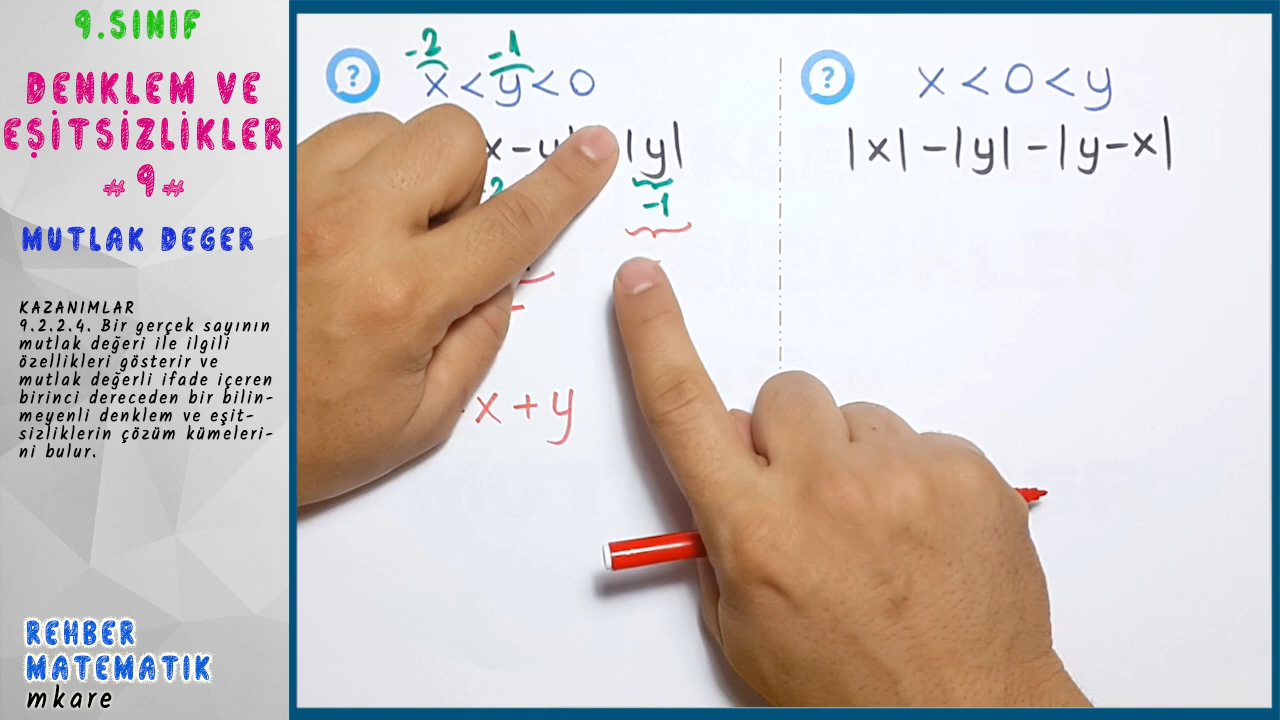 9.SINIF
DENKLEM VE
EŞİTSİZLİKLER
#9#
MUTLAK DEGER
KAZANIMLAR
9.2.2.4. Bir gerçek sayının
mutlak değeri ile ilgili
özellikleri gösterir ve
mutlak değerli ifade içeren
birinci dereceden bir bilin-
meyenli denklem ve eşit-
sizliklerin çözüm kümeleri-
ni bulur.
REHBER
MATEMATIK
mkare
-2 -1
? x < y < 0
x - y |y|
2 -1
x + y
? x < 0 < y
|x| - |y| - |y-x|